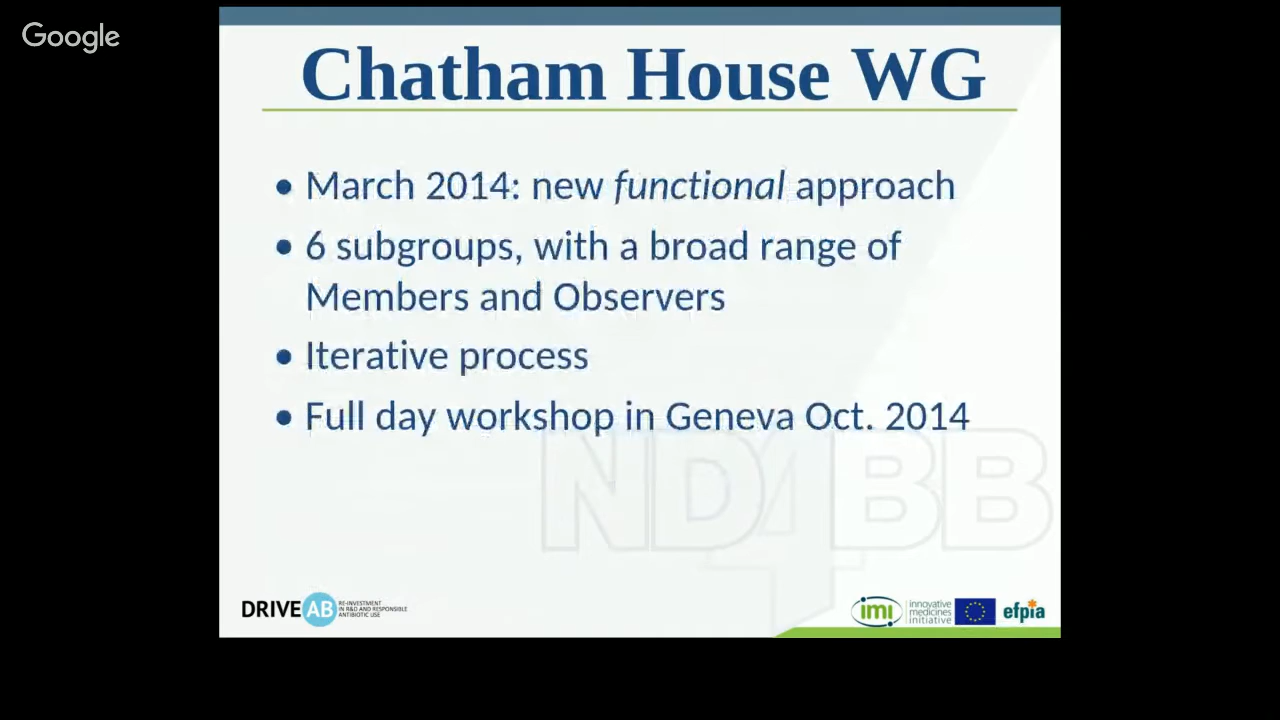 Google
Chatham House WG
• March 2014: new functional approach
• 6 subgroups, with a broad range of
Members and Observers
• Iterative process
• Full day workshop in Geneva Oct. 2014
ND4BB
DRIVE AB
RE-INVESTMENT
IN R&D AND RESPONSIBLE
ANTIBIOTIC USE
imi
innovative
medicines
initiative
efpia